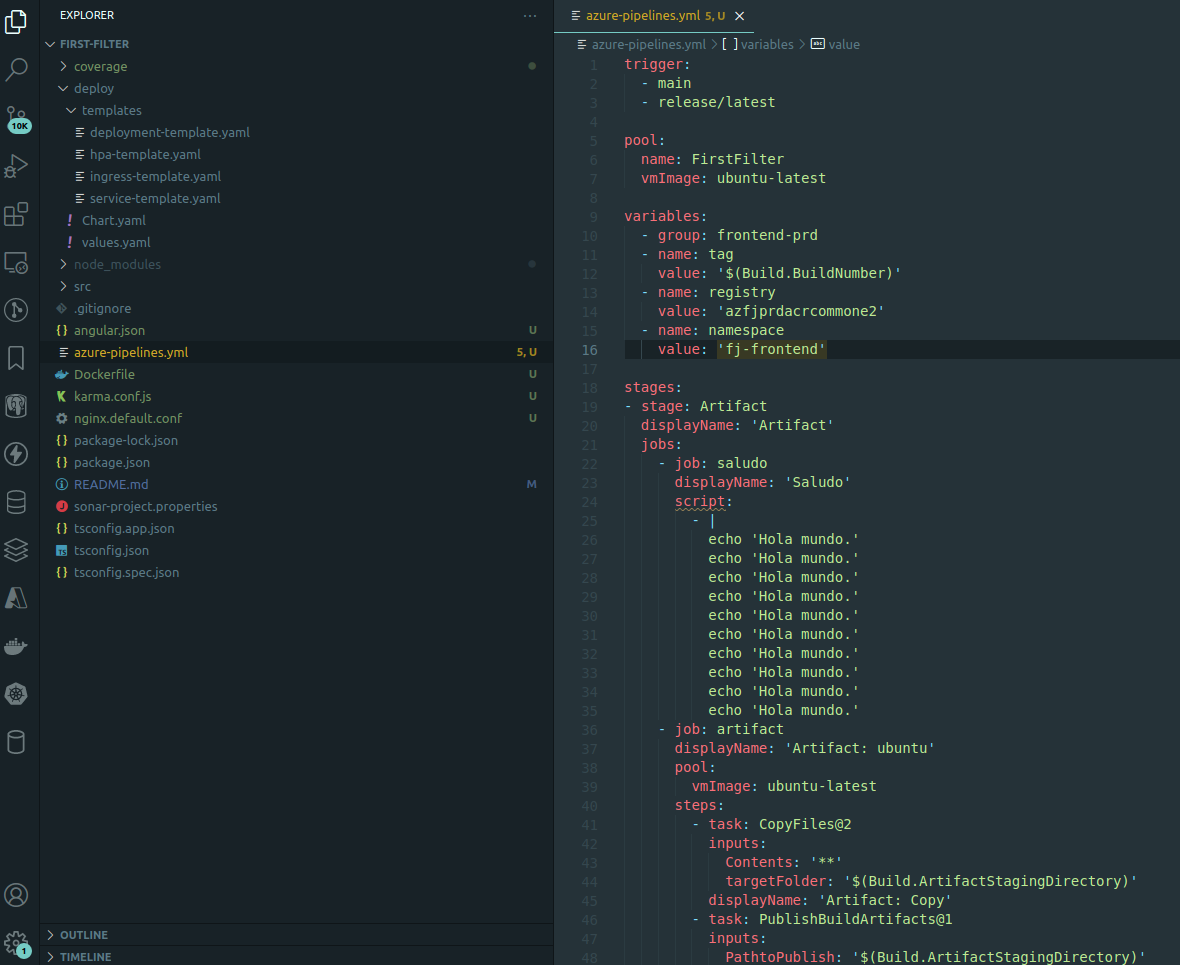 EXPLORER
FIRST-FILTER
coverage
deploy
templates
deployment-template.yaml
hpa-template.yaml
ingress-template.yaml
service-template.yaml
! Chart.yaml
! values.yaml
node_modules
src
.gitignore
{} angular.json U
azure-pipelines.yml 5, U
Dockerfile U
karma.conf.js U
nginx.default.conf U
{} package-lock.json
{} package.json
README.md M
sonar-project.properties
{} tsconfig.app.json
TS tsconfig.json
{} tsconfig.spec.json
OUTLINE
TIMELINE
10K
1
azure-pipelines.yml 5, U ×
azure-pipelines.yml > [ ] variables > abc value
1 trigger:
2 - main
3 - release/latest
4
5 pool:
6 name: FirstFilter
7 vmImage: ubuntu-latest
8
9 variables:
10 - group: frontend-prd
11 - name: tag
12 value: '$(Build.BuildNumber)'
13 - name: registry
14 value: 'azfjprdacrcommone2'
15 - name: namespace
16 value: 'fj-frontend'
17
18 stages:
19 - stage: Artifact
20 displayName: 'Artifact'
21 jobs:
22 - job: saludo
23 displayName: 'Saludo'
24 script:
25 - |
26 echo 'Hola mundo.'
27 echo 'Hola mundo.'
28 echo 'Hola mundo.'
29 echo 'Hola mundo.'
30 echo 'Hola mundo.'
31 echo 'Hola mundo.'
32 echo 'Hola mundo.'
33 echo 'Hola mundo.'
34 echo 'Hola mundo.'
35 echo 'Hola mundo.'
36 - job: artifact
37 displayName: 'Artifact: ubuntu'
38 pool:
39 vmImage: ubuntu-latest
40 steps:
41 - task: CopyFiles@2
42 inputs:
43 Contents: '**'
44 targetFolder: '$(Build.ArtifactStagingDirectory)'
45 displayName: 'Artifact: Copy'
46 - task: PublishBuildArtifacts@1
47 inputs:
48 PathtoPublish: '$(Build.ArtifactStagingDirectory)'